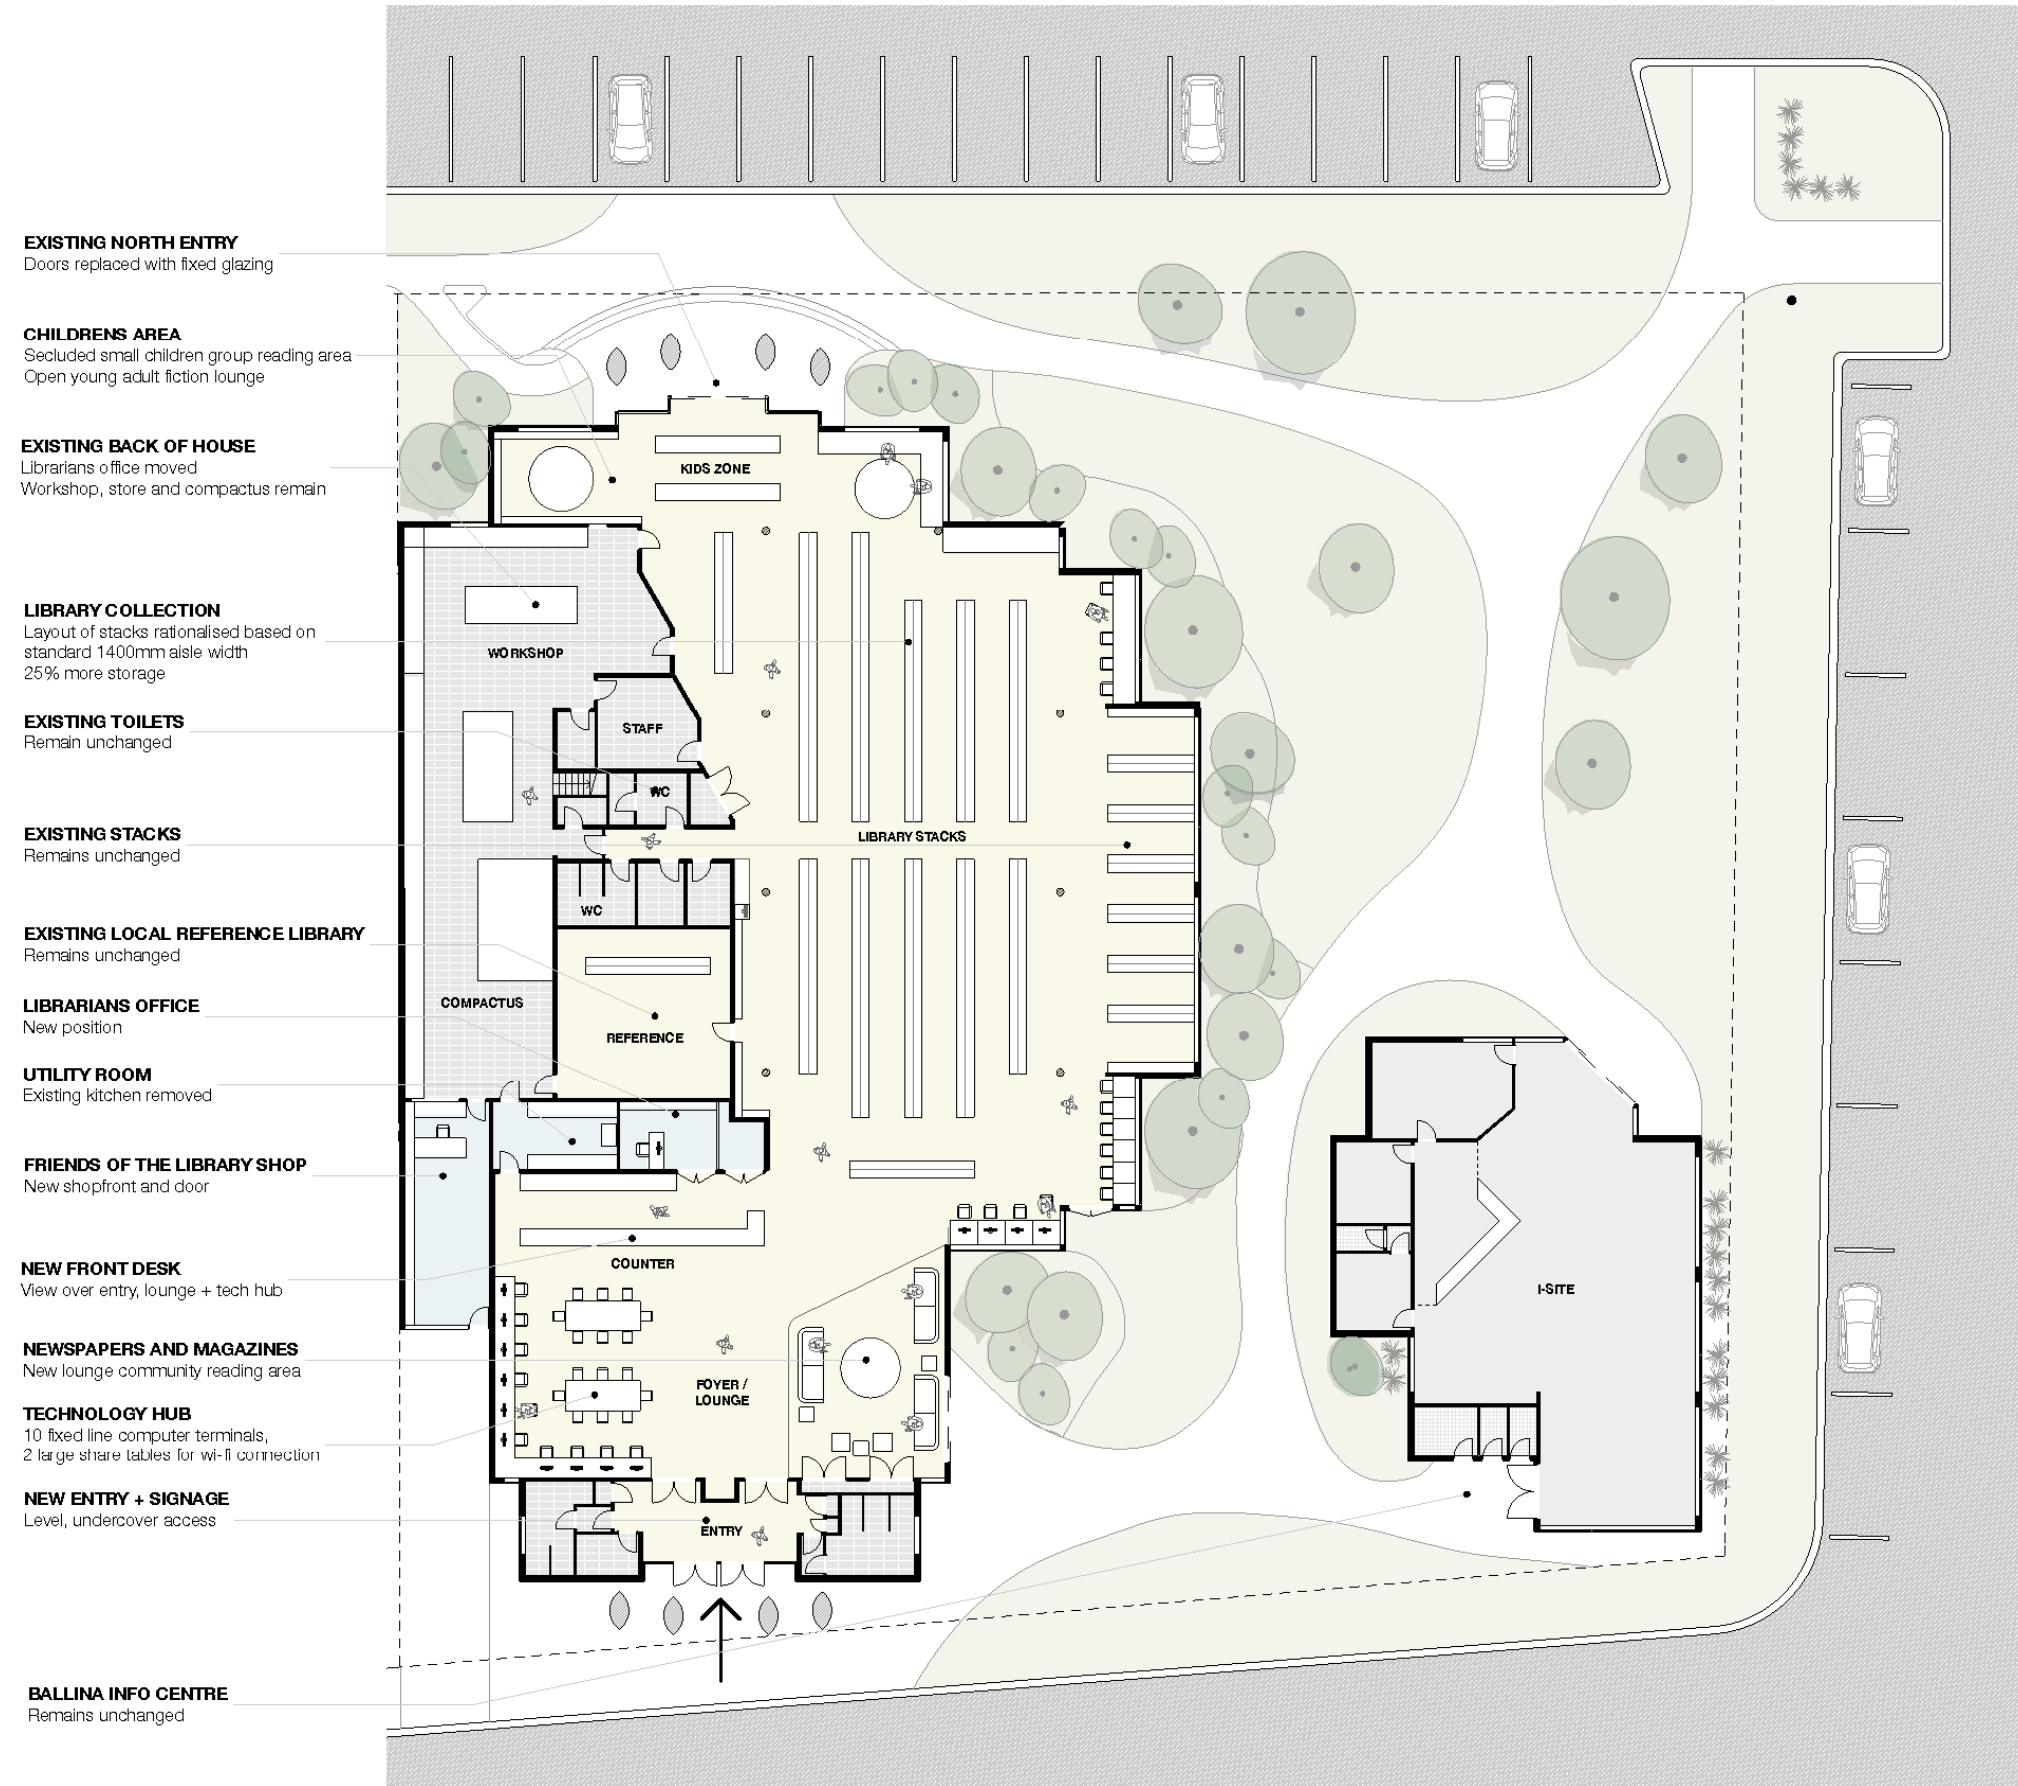 EXISTING NORTH ENTRY
Doors replaced with fixed glazing
CHILDRENS AREA
Secluded small children group reading area
Open young adult fiction lounge
EXISTING BACK OF HOUSE
Librarians office moved
Workshop, store and compactus remain
LIBRARY COLLECTION
Layout of stacks rationalised based on
standard 1400mm aisle width
25% more storage
EXISTING TOILETS
Remain unchanged
EXISTING STACKS
Remains unchanged
EXISTING LOCAL REFERENCE LIBRARY
Remains unchanged
LIBRARIANS OFFICE
New position
UTILITY ROOM
Existing kitchen removed
FRIENDS OF THE LIBRARY SHOP
New shopfront and door
NEW FRONT DESK
View over entry, lounge + tech hub
NEWSPAPERS AND MAGAZINES
New lounge community reading area
TECHNOLOGY HUB
10 fixed line computer terminals,
2 large share tables for wi-fi connection
NEW ENTRY + SIGNAGE
Level, undercover access
BALLINA INFO CENTRE
Remains unchanged
KIDS ZONE
WORKSHOP
STAFF
WC
LIBRARY STACKS
WC
COMPACTUS
REFERENCE
COUNTER
FOYER /
LOUNGE
ENTRY
I-SITE